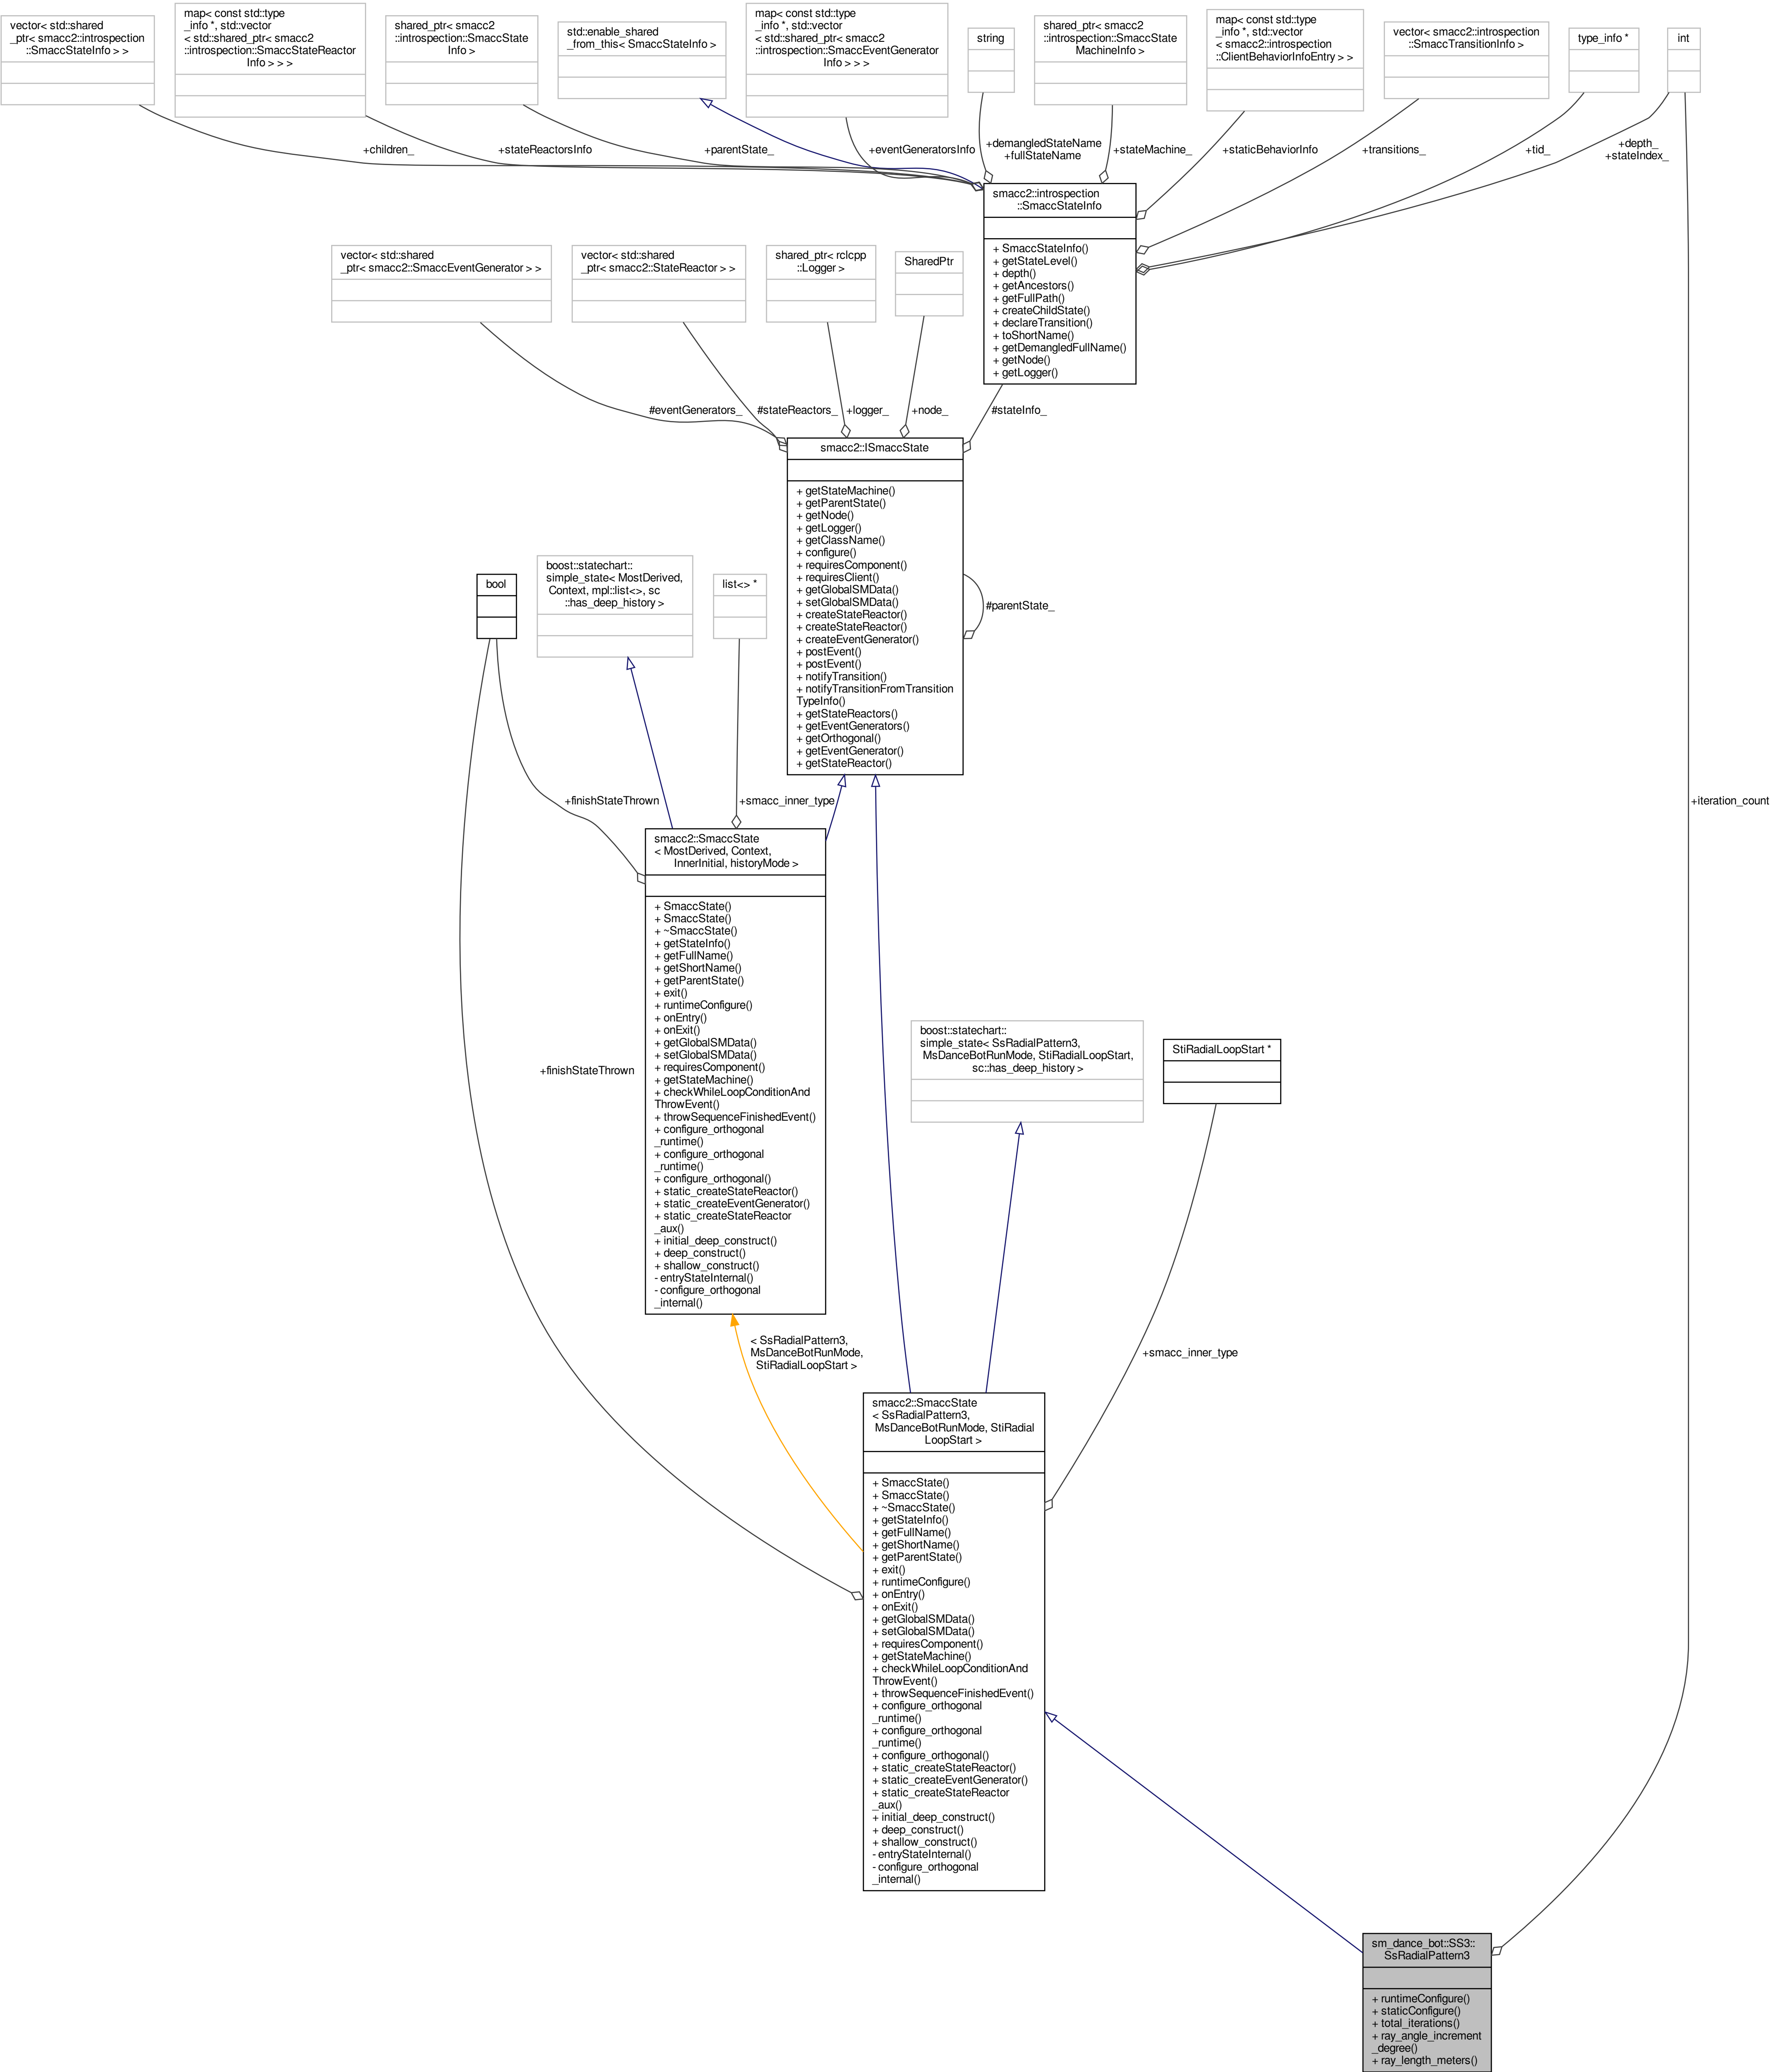 vector< std::shared
_ptr< smacc2::introspection
::SmaccStateInfo > >
map< const std::type
_info *, std::vector
< std::shared_ptr< smacc2
::introspection::SmaccStateReactor
Info > > >
shared_ptr< smacc2
::introspection::SmaccState
Info >
std::enable_shared
_from_this< SmaccStateInfo >
map< const std::type
_info *, std::vector
< std::shared_ptr< smacc2
::introspection::SmaccEventGenerator
Info > > >
string
shared_ptr< smacc2
::introspection::SmaccState
MachineInfo >
map< const std::type
_info *, std::vector
< smacc2::introspection
::ClientBehaviorInfoEntry > >
vector< smacc2::introspection
::SmaccTransitionInfo >
type_info *
int
+children_
+stateReactorsInfo
+parentState_
+eventGeneratorsInfo
+demangledStateName
+fullStateName
+stateMachine_
+staticBehaviorInfo
+transitions_
+tid_
+depth_
+stateIndex_
smacc2::introspection
::SmaccStateInfo
+ SmaccStateInfo()
+ getStateLevel()
+ depth()
+ getAncestors()
+ getFullPath()
+ createChildState()
+ declareTransition()
+ toShortName()
+ getDemangledFullName()
+ getNode()
+ getLogger()
vector< std::shared
_ptr< smacc2::SmaccEventGenerator > >
vector< std::shared
_ptr< smacc2::StateReactor > >
shared_ptr< rclcpp
::Logger >
SharedPtr
#eventGenerators_
#stateReactors_
+logger_
+node_
#stateInfo_
smacc2::ISmaccState
+ getStateMachine()
+ getParentState()
+ getNode()
+ getLogger()
+ getClassName()
+ configure()
+ requiresComponent()
+ requiresClient()
+ getGlobalSMData()
+ setGlobalSMData()
+ createStateReactor()
+ createStateReactor()
+ createEventGenerator()
+ postEvent()
+ postEvent()
+ notifyTransition()
+ notifyTransitionFromTransition
TypeInfo()
+ getStateReactors()
+ getEventGenerators()
+ getOrthogonal()
+ getEventGenerator()
+ getStateReactor()
#parentState_
bool
boost::statechart::
simple_state< MostDerived,
Context, mpl::list<>, sc
::has_deep_history >
list<> *
+finishStateThrown
+smacc_inner_type
+iteration_count
smacc2::SmaccState
< MostDerived, Context,
InnerInitial, historyMode >
+ SmaccState()
+ SmaccState()
+ ~SmaccState()
+ getStateInfo()
+ getFullName()
+ getShortName()
+ getParentState()
+ exit()
+ runtimeConfigure()
+ onEntry()
+ onExit()
+ getGlobalSMData()
+ setGlobalSMData()
+ requiresComponent()
+ getStateMachine()
+ checkWhileLoopConditionAnd
ThrowEvent()
+ throwSequenceFinishedEvent()
+ configure_orthogonal
_runtime()
+ configure_orthogonal
_runtime()
+ configure_orthogonal()
+ static_createStateReactor()
+ static_createEventGenerator()
+ static_createStateReactor
_aux()
+ initial_deep_construct()
+ deep_construct()
+ shallow_construct()
- entryStateInternal()
- configure_orthogonal
_internal()
+finishStateThrown
boost::statechart::
simple_state< SsRadialPattern3,
MsDanceBotRunMode, StiRadialLoopStart,
sc::has_deep_history >
StiRadialLoopStart *
< SsRadialPattern3,
MsDanceBotRunMode,
StiRadialLoopStart >
+smacc_inner_type
smacc2::SmaccState
< SsRadialPattern3,
MsDanceBotRunMode, StiRadial
LoopStart >
+ SmaccState()
+ SmaccState()
+ ~SmaccState()
+ getStateInfo()
+ getFullName()
+ getShortName()
+ getParentState()
+ exit()
+ runtimeConfigure()
+ onEntry()
+ onExit()
+ getGlobalSMData()
+ setGlobalSMData()
+ requiresComponent()
+ getStateMachine()
+ checkWhileLoopConditionAnd
ThrowEvent()
+ throwSequenceFinishedEvent()
+ configure_orthogonal
_runtime()
+ configure_orthogonal
_runtime()
+ configure_orthogonal()
+ static_createStateReactor()
+ static_createEventGenerator()
+ static_createStateReactor
_aux()
+ initial_deep_construct()
+ deep_construct()
+ shallow_construct()
- entryStateInternal()
- configure_orthogonal
_internal()
sm_dance_bot::SS3::
SsRadialPattern3
+ runtimeConfigure()
+ staticConfigure()
+ total_iterations()
+ ray_angle_increment
_degree()
+ ray_length_meters()